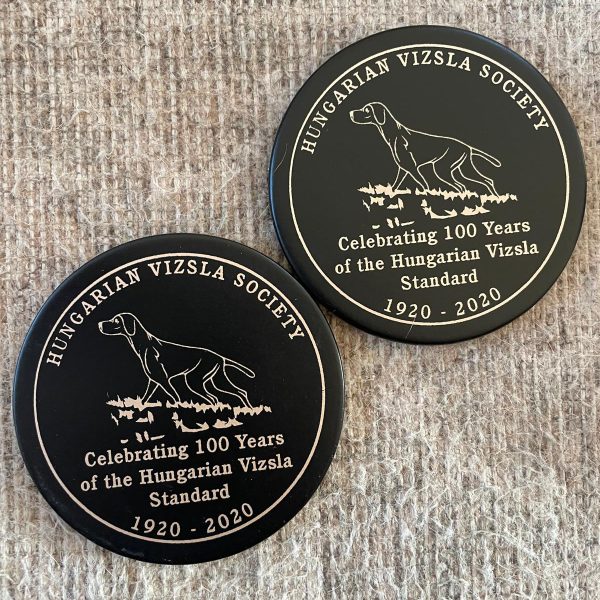 HUNGARIAN VIZSLA SOCIETY
Celebrating 100 Years
of the Hungarian Vizsla
Standard
1920 - 2020
HUNGARIAN VIZSLA SOCIETY
Celebrating 100 Years
of the Hungarian Vizsla
Standard
1920 - 2020